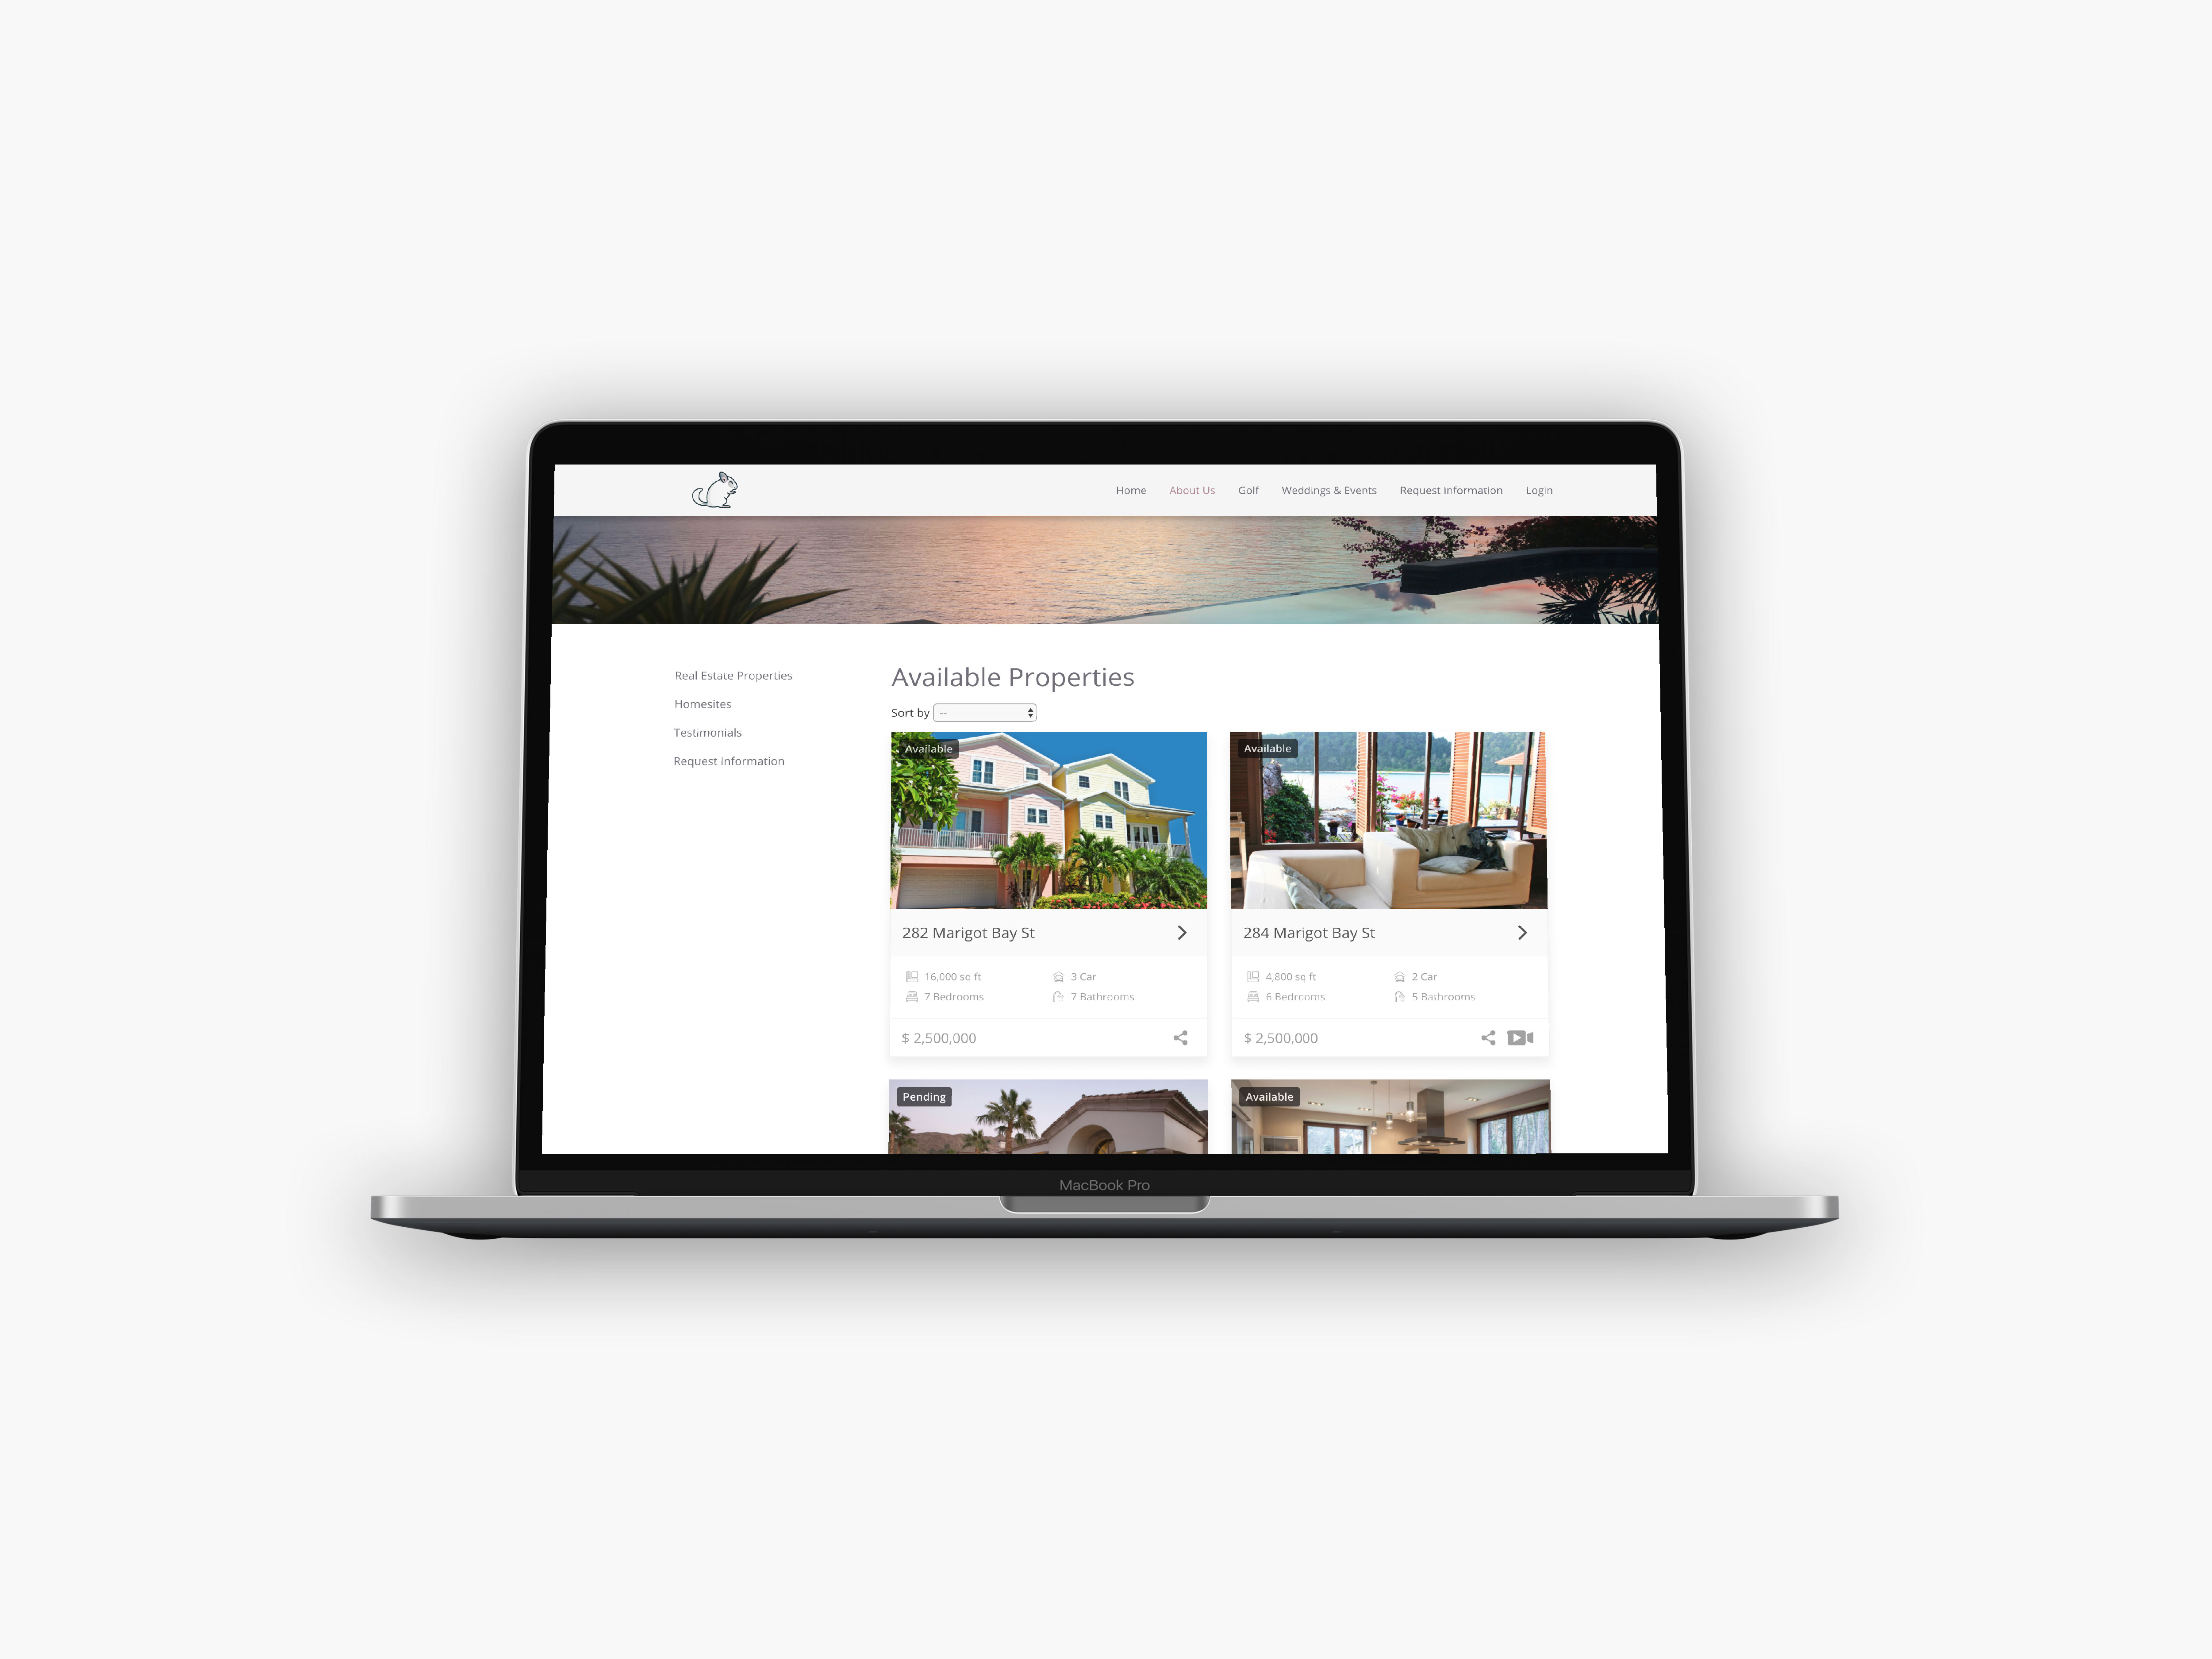 Home About Us Golf Weddings & Events Request Information Login
Real Estate Properties
Homesites
Testimonials
Request information
Available Properties
Sort by --
Available
282 Marigot Bay St
16,000 sq ft 3 Car
7 Bedrooms 7 Bathrooms
$ 2,500,000
Available
284 Marigot Bay St
4,800 sq ft 2 Car
6 Bedrooms 5 Bathrooms
$ 2,500,000
Pending
Available
MacBook Pro